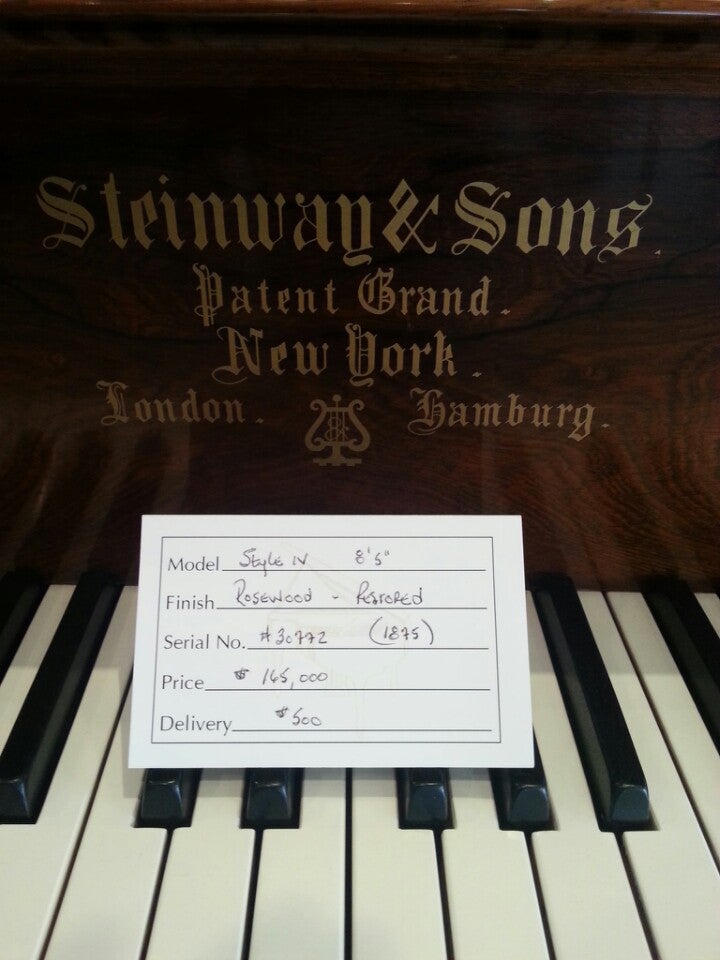 Steinway & Sons.
Patent Grand.
New York.
London. Hamburg.
Model Style IV 8'5"
Finish Rosewood - Restored
Serial No. #30772 (1875)
Price $165,000
Delivery $500